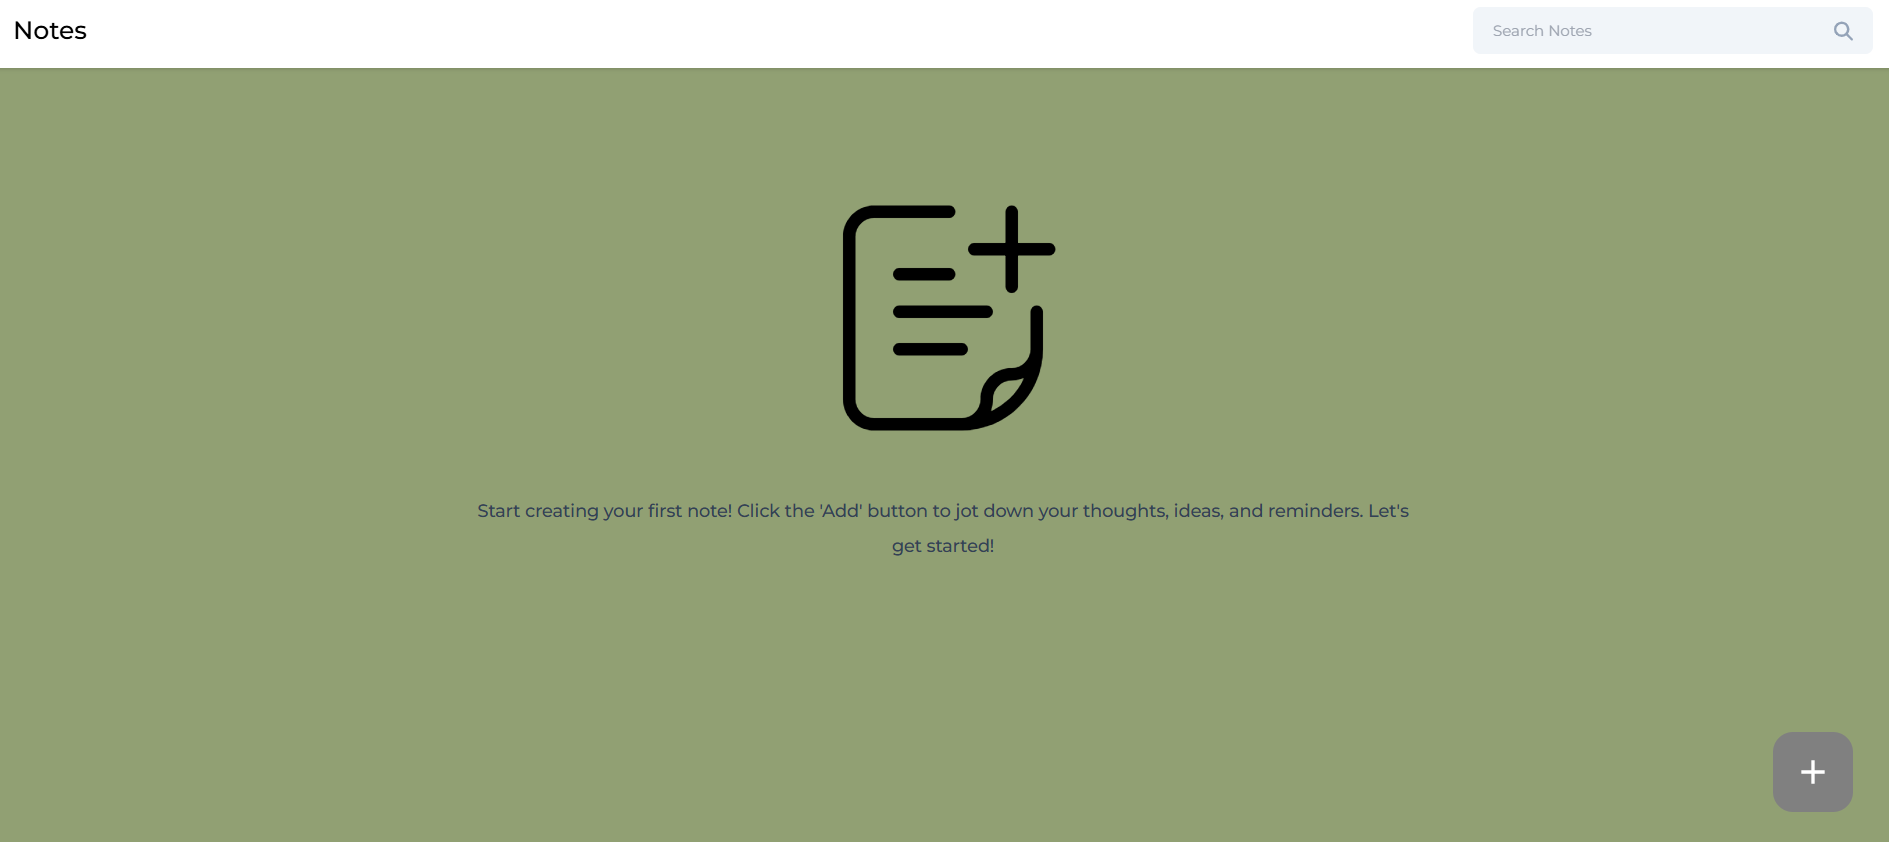 Notes
Search Notes
Start creating your first note! Click the 'Add' button to jot down your thoughts, ideas, and reminders. Let's
get started!